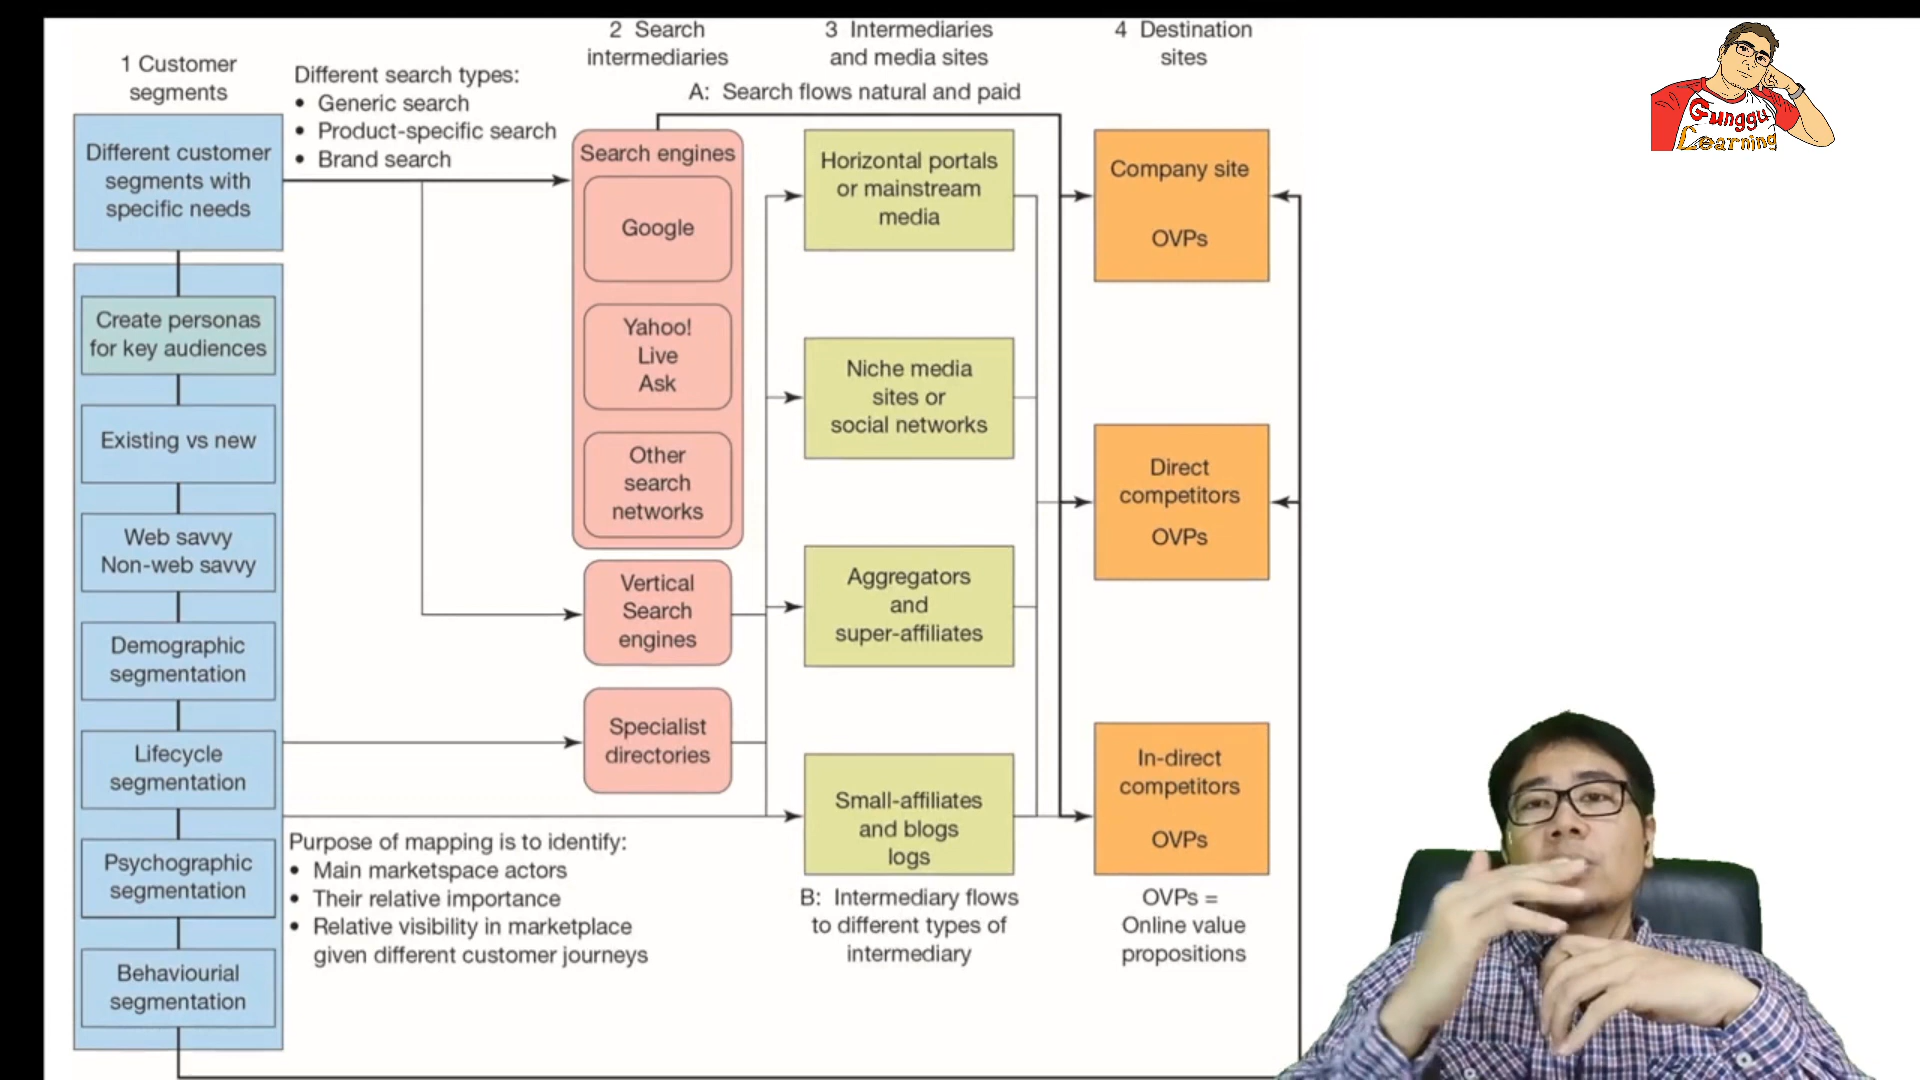 1 Customer
segments
Different customer
segments with
specific needs
Create personas
for key audiences
Existing vs new
Web savvy
Non-web savvy
Demographic
segmentation
Lifecycle
segmentation
Psychographic
segmentation
Behaviourial
segmentation
Different search types:
• Generic search
• Product-specific search
• Brand search
Purpose of mapping is to identify:
• Main marketspace actors
• Their relative importance
• Relative visibility in marketplace
given different customer journeys
2 Search
intermediaries
A: Search flows natural and paid
Search engines
Google
Yahoo!
Live
Ask
Other
search
networks
Vertical
Search
engines
Specialist
directories
3 Intermediaries
and media sites
Horizontal portals
or mainstream
media
Niche media
sites or
social networks
Aggregators
and
super-affiliates
Small-affiliates
and blogs
logs
B: Intermediary flows
to different types of
intermediary
4 Destination
sites
Company site
OVPs
Direct
competitors
OVPs
In-direct
competitors
OVPs
OVPs =
Online value
propositions
Gunggu
Learning